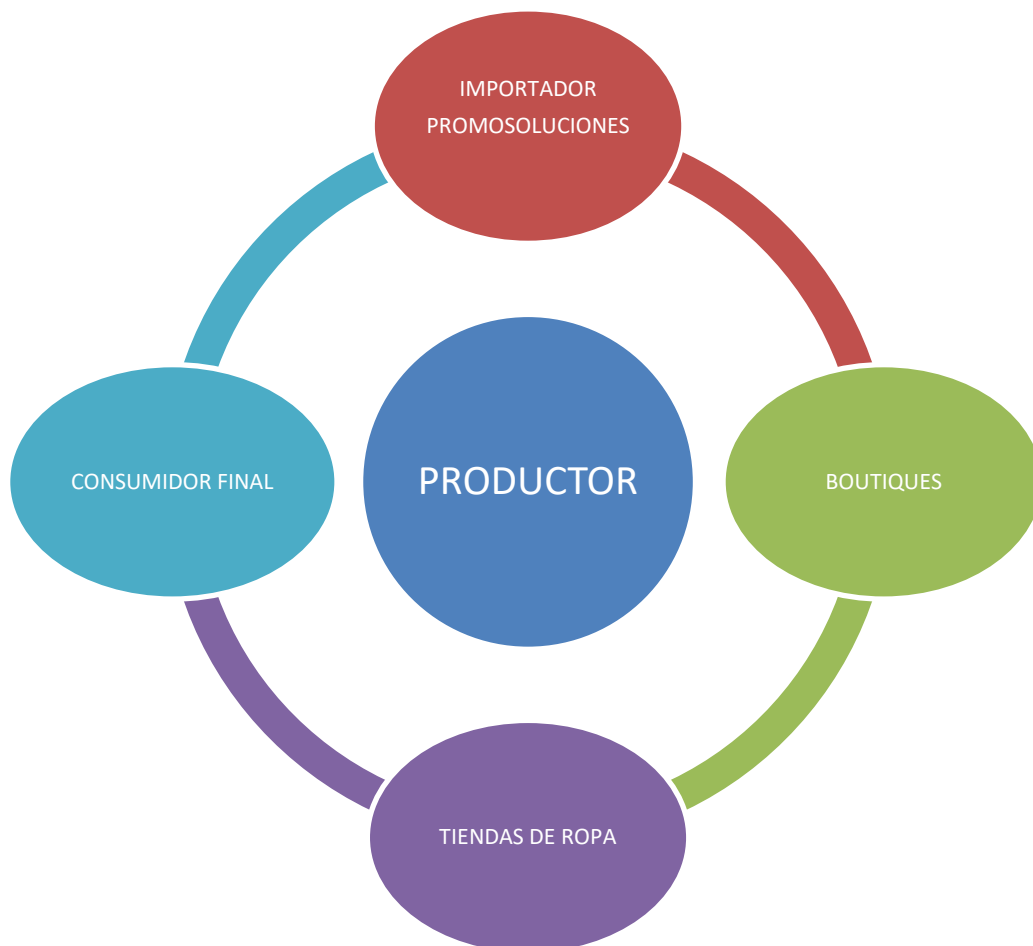 IMPORTADOR
PROMOSOLUCIONES
CONSUMIDOR FINAL
PRODUCTOR
BOUTIQUES
TIENDAS DE ROPA